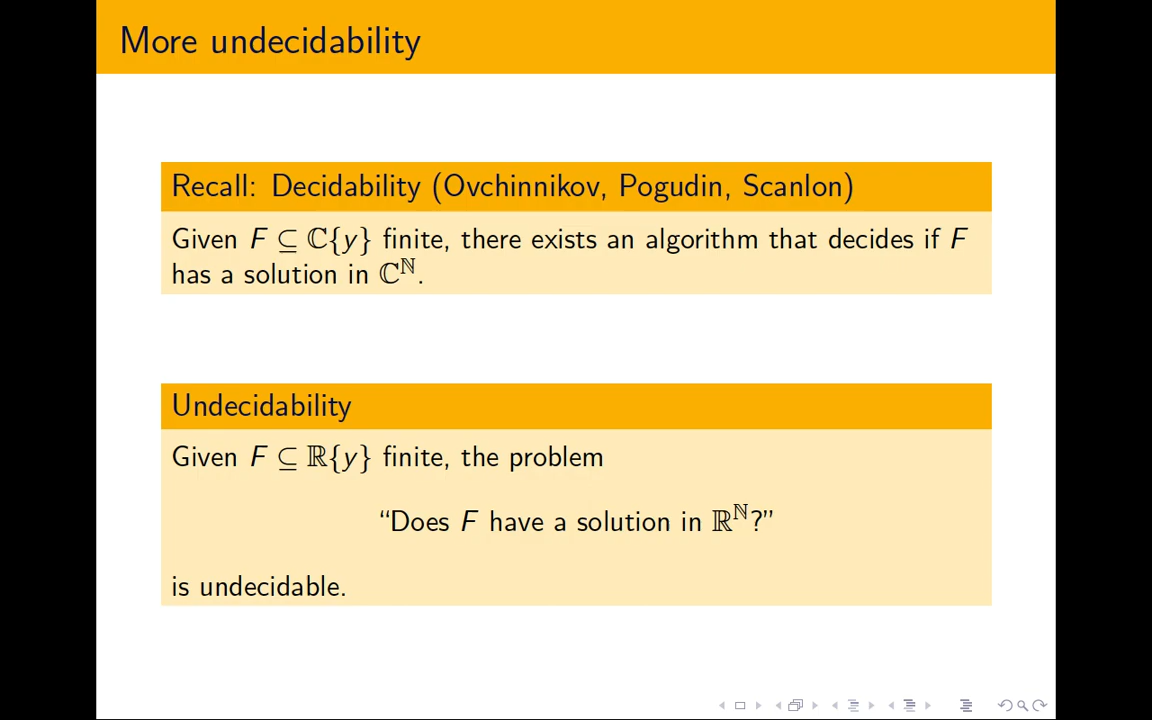 More undecidability
Recall: Decidability (Ovchinnikov, Pogudin, Scanlon)
Given F ⊆ ℂ{y} finite, there exists an algorithm that decides if F
has a solution in ℂ^ℕ.
Undecidability
Given F ⊆ ℝ{y} finite, the problem
“Does F have a solution in ℝ^ℕ?”
is undecidable.